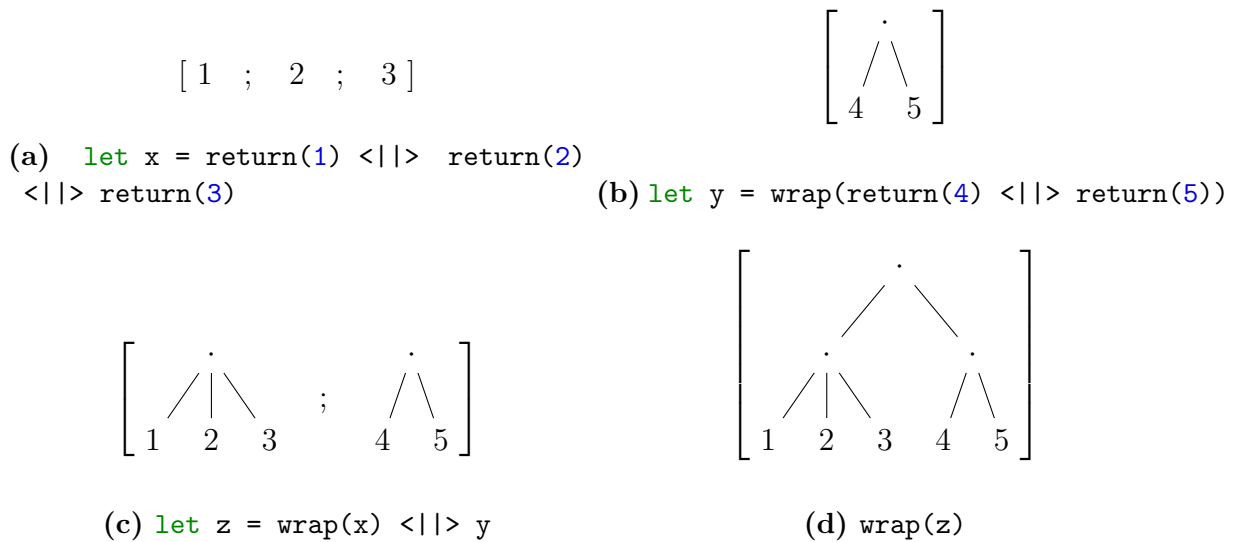 [ 1 ; 2 ; 3 ]
(a) let x = return(1) <||> return(2)
<||> return(3)
·
4 5
(b) let y = wrap(return(4) <||> return(5))
· ; ·
1 2 3 4 5
(c) let z = wrap(x) <||> y
·
· ·
1 2 3 4 5
(d) wrap(z)